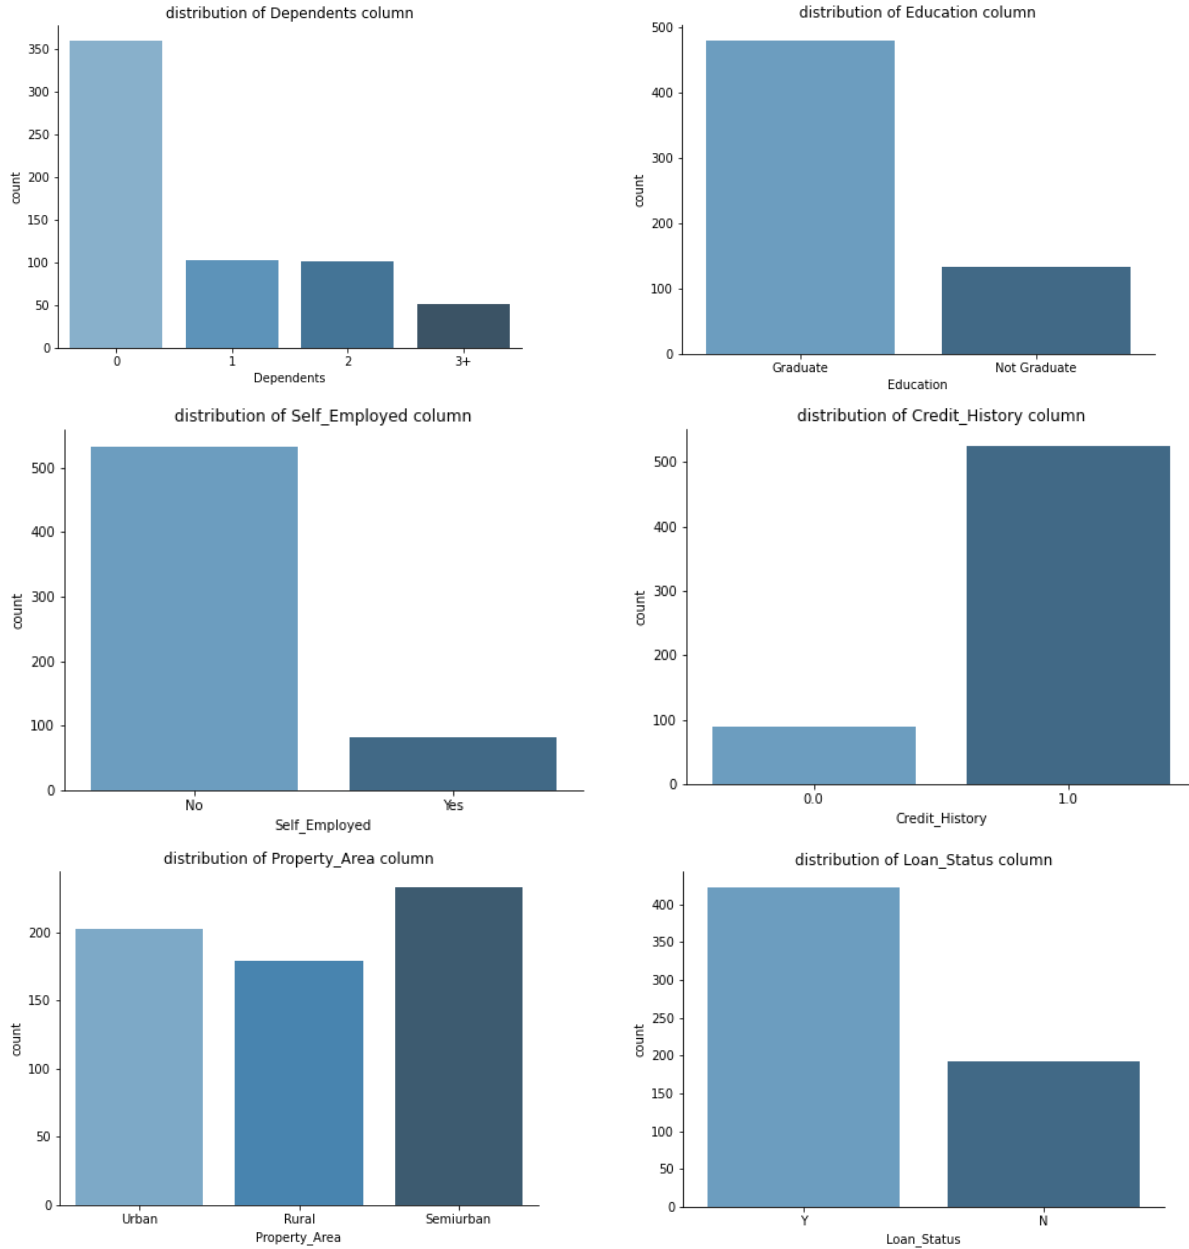 distribution of Dependents column
350
300
250
200
150
100
50
0
count
0 1 2 3+
Dependents
distribution of Education column
500
400
300
200
100
0
count
Graduate Not Graduate
Education
distribution of Self_Employed column
500
400
300
200
100
0
count
No Yes
Self_Employed
distribution of Credit_History column
500
400
300
200
100
0
count
0.0 1.0
Credit_History
distribution of Property_Area column
200
150
100
50
0
count
Urban Rural Semiurban
Property_Area
distribution of Loan_Status column
400
350
300
250
200
150
100
50
0
count
Y N
Loan_Status